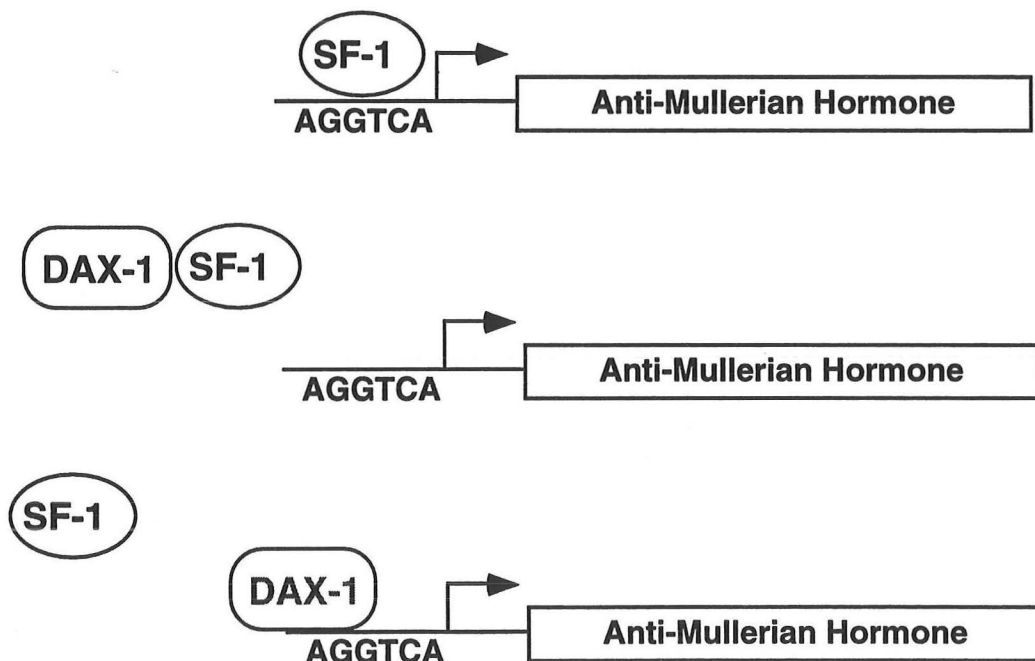 SF-1
AGGTCA
Anti-Mullerian Hormone
DAX-1 SF-1
AGGTCA
Anti-Mullerian Hormone
SF-1
DAX-1
AGGTCA
Anti-Mullerian Hormone